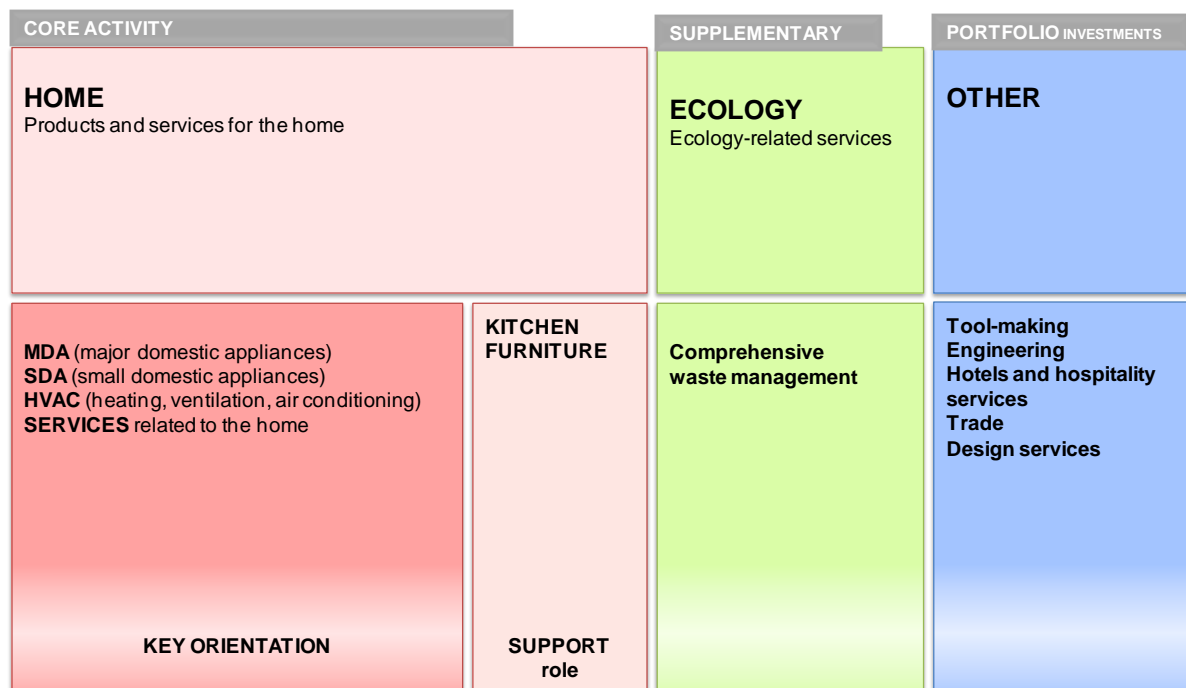 CORE ACTIVITY
SUPPLEMENTARY
PORTFOLIO INVESTMENTS
HOME
Products and services for the home
ECOLOGY
Ecology-related services
OTHER
MDA (major domestic appliances)
SDA (small domestic appliances)
HVAC (heating, ventilation, air conditioning)
SERVICES related to the home
KEY ORIENTATION
KITCHEN
FURNITURE
SUPPORT
role
Comprehensive
waste management
Tool-making
Engineering
Hotels and hospitality
services
Trade
Design services